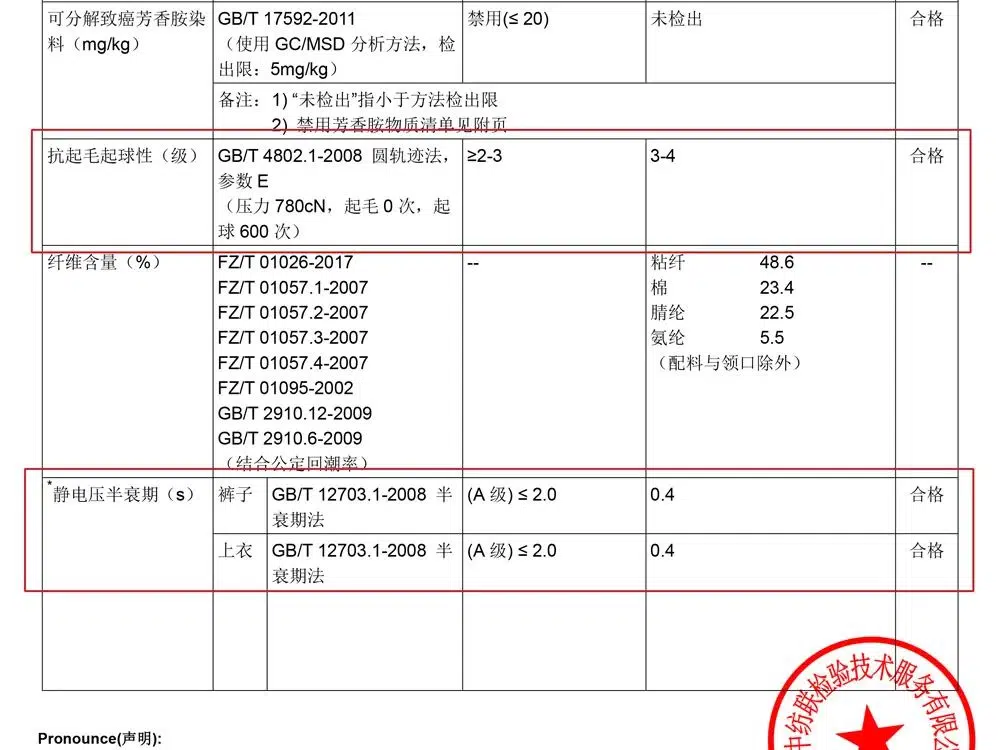 可分解致癌芳香胺染
料（mg/kg）
GB/T 17592-2011
（使用 GC/MSD 分析方法，检
出限：5mg/kg）
禁用(≤ 20)
未检出
合格
备注：1) “未检出”指小于方法检出限
2) 禁用芳香胺物质清单见附页
抗起毛起球性（级）
GB/T 4802.1-2008 圆轨迹法，
参数 E
（压力 780cN，起毛 0 次，起
球 600 次）
≥2-3
3-4
合格
纤维含量（%）
FZ/T 01026-2017
FZ/T 01057.1-2007
FZ/T 01057.2-2007
FZ/T 01057.3-2007
FZ/T 01057.4-2007
FZ/T 01095-2002
GB/T 2910.12-2009
GB/T 2910.6-2009
（结合公定回潮率）
--
粘纤 48.6
棉 23.4
腈纶 22.5
氨纶 5.5
（配料与领口除外）
--
*静电压半衰期（s）
裤子
GB/T 12703.1-2008 半
衰期法
(A 级) ≤ 2.0
0.4
合格
上衣
GB/T 12703.1-2008 半
衰期法
(A 级) ≤ 2.0
0.4
合格
中纺联检验技术服务有限公
Pronounce(声明):